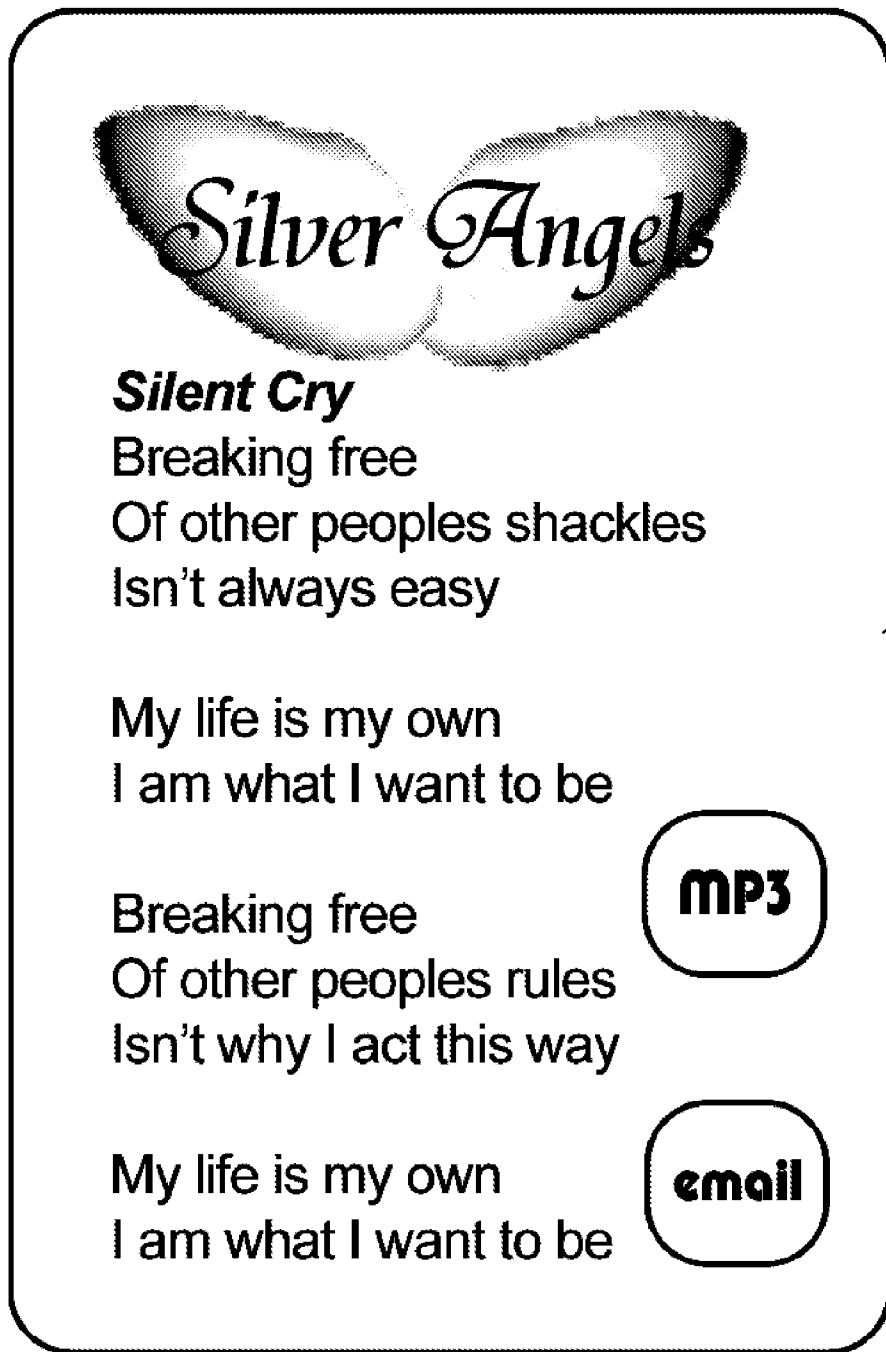 Silver Angels
Silent Cry
Breaking free
Of other peoples shackles
Isn't always easy
My life is my own
I am what I want to be
Breaking free
Of other peoples rules
Isn't why I act this way
My life is my own
I am what I want to be
MP3
email